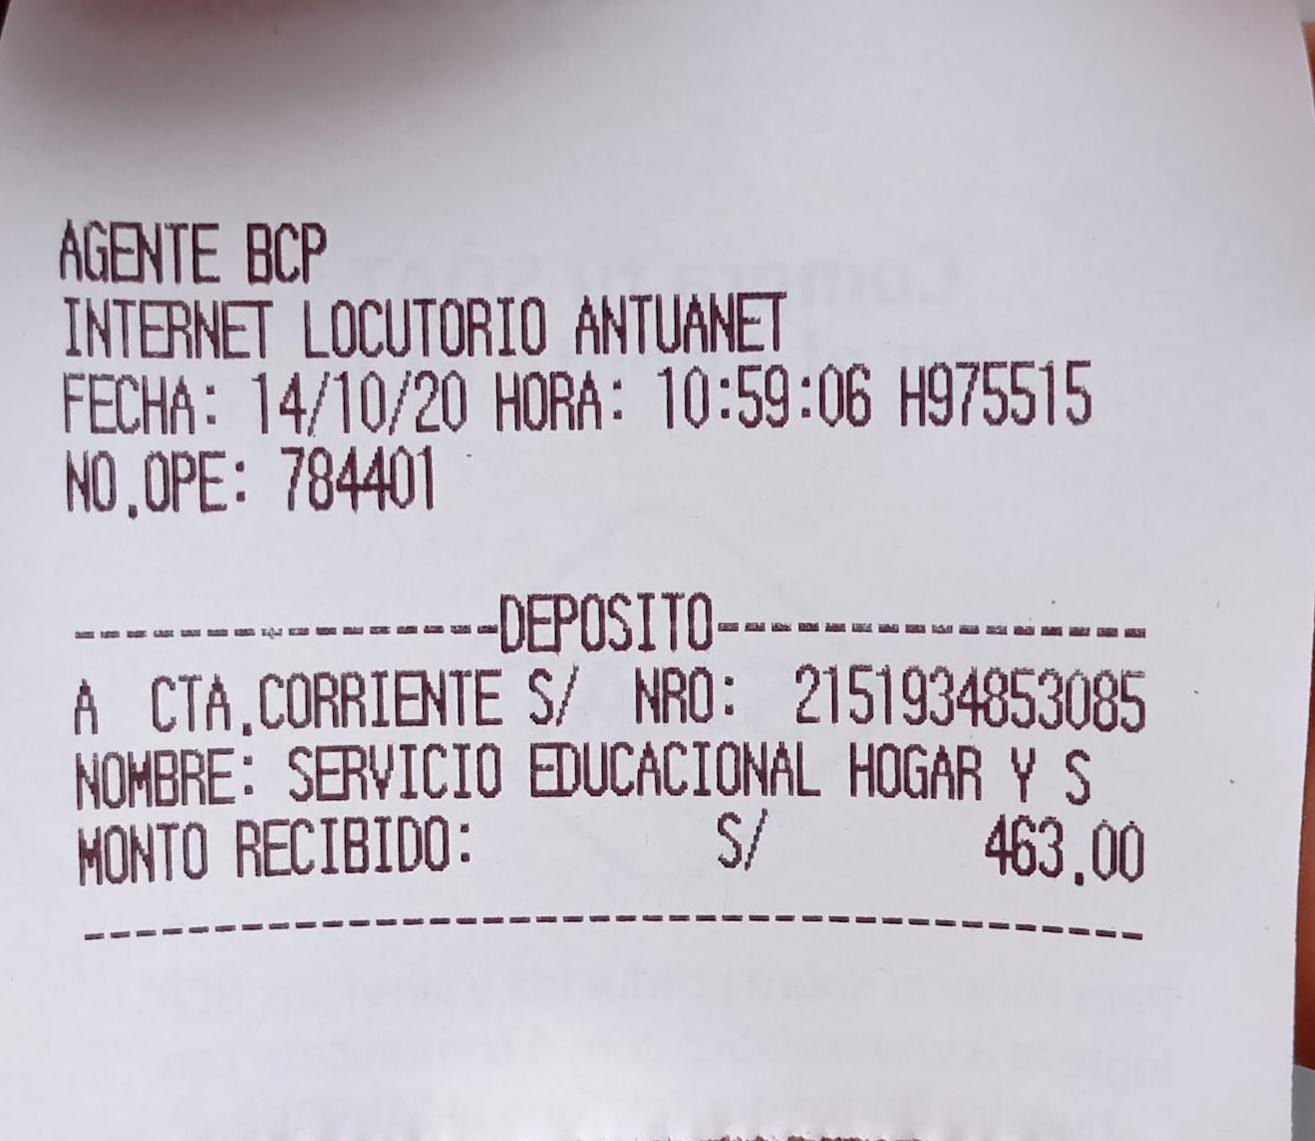 AGENTE BCP
INTERNET LOCUTORIO ANTUANET
FECHA: 14/10/20 HORA: 10:59:06 H975515
NO.OPE: 784401
------------------DEPOSITO------------------
A CTA.CORRIENTE S/ NRO: 2151934853085
NOMBRE: SERVICIO EDUCACIONAL HOGAR Y S
MONTO RECIBIDO: S/ 463.00
----------------------------------------